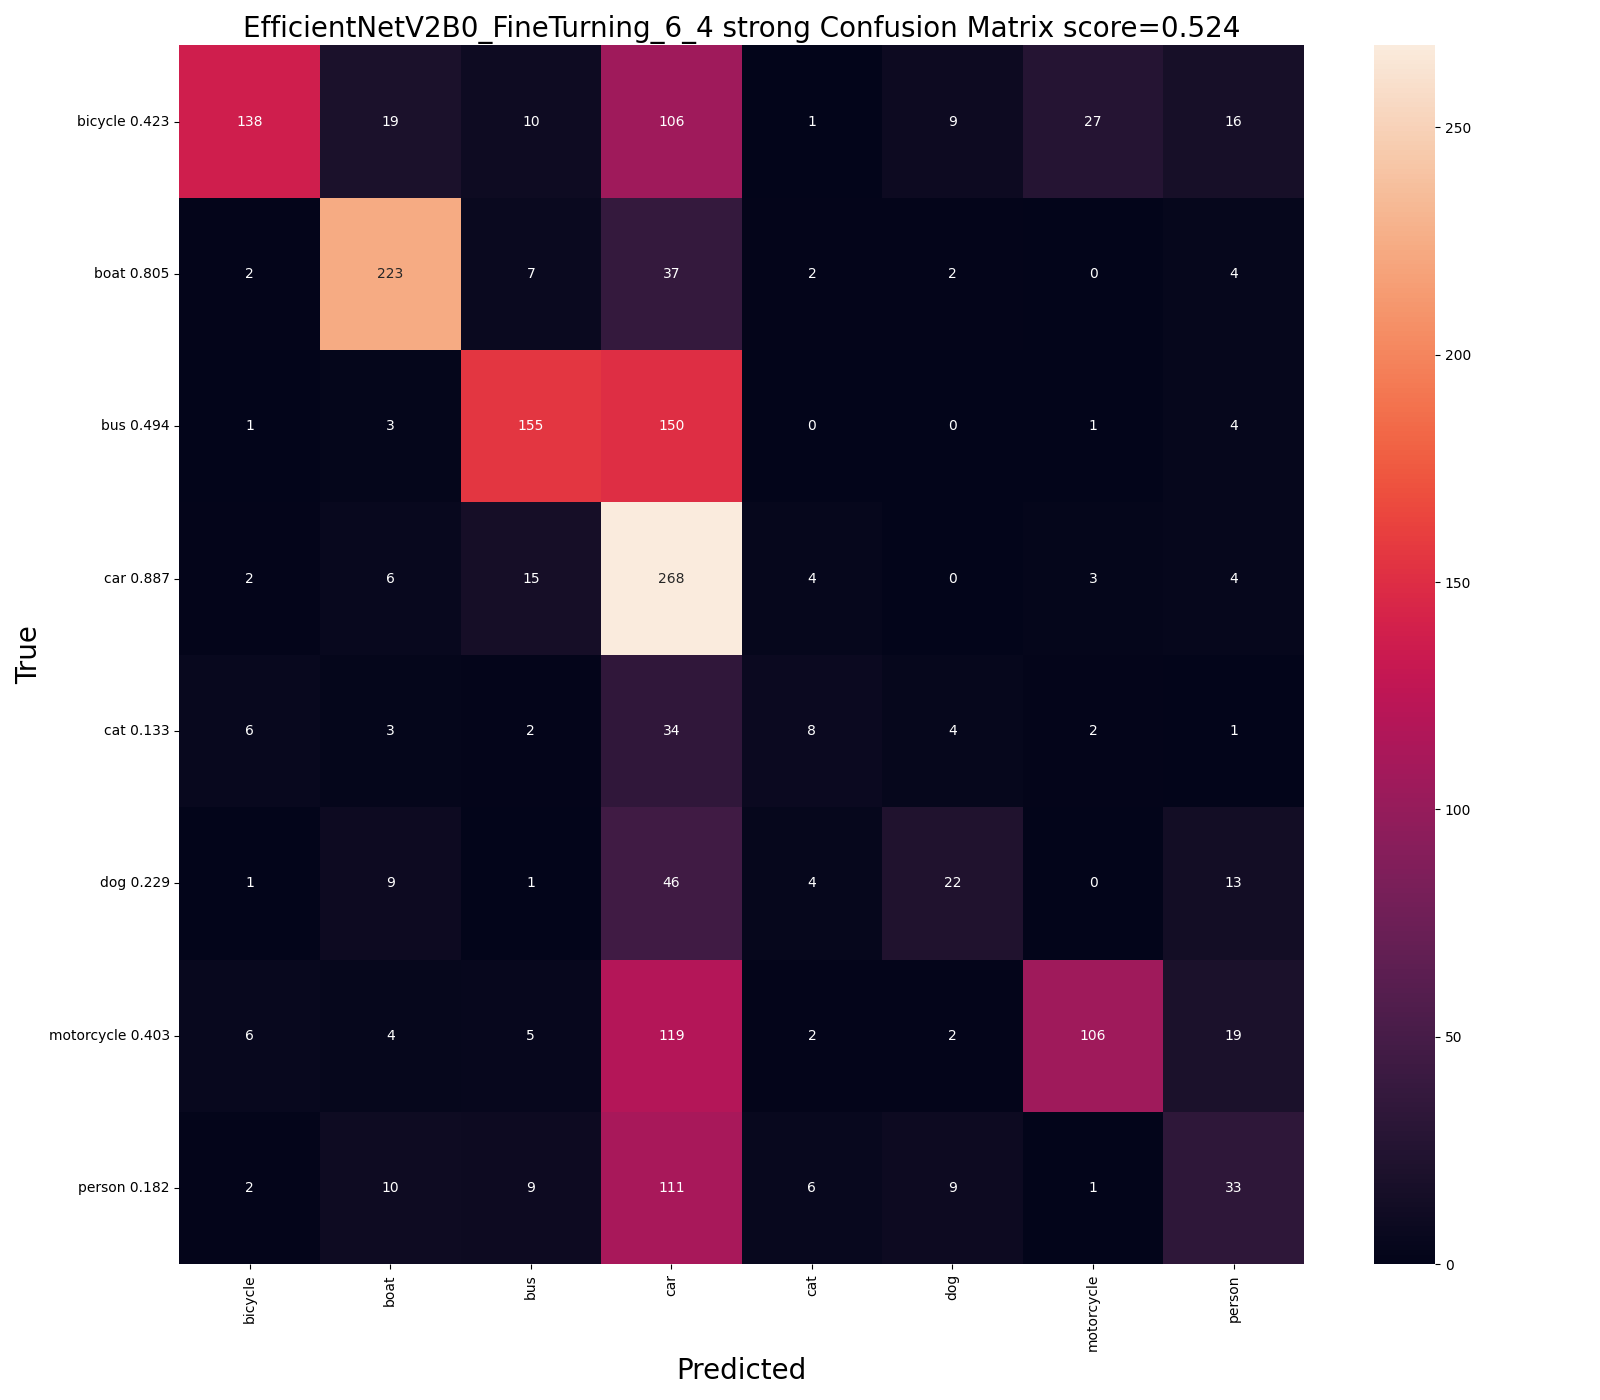 EfficientNetV2B0_FineTurning_6_4 strong Confusion Matrix score=0.524
bicycle 0.423 138 19 10 106 1 9 27 16
boat 0.805 2 223 7 37 2 2 0 4
bus 0.494 1 3 155 150 0 0 1 4
car 0.887 2 6 15 268 4 0 3 4
cat 0.133 6 3 2 34 8 4 2 1
dog 0.229 1 9 1 46 4 22 0 13
motorcycle 0.403 6 4 5 119 2 2 106 19
person 0.182 2 10 9 111 6 9 1 33
True
bicycle boat bus car cat dog motorcycle person
Predicted
250
200
150
100
50
0